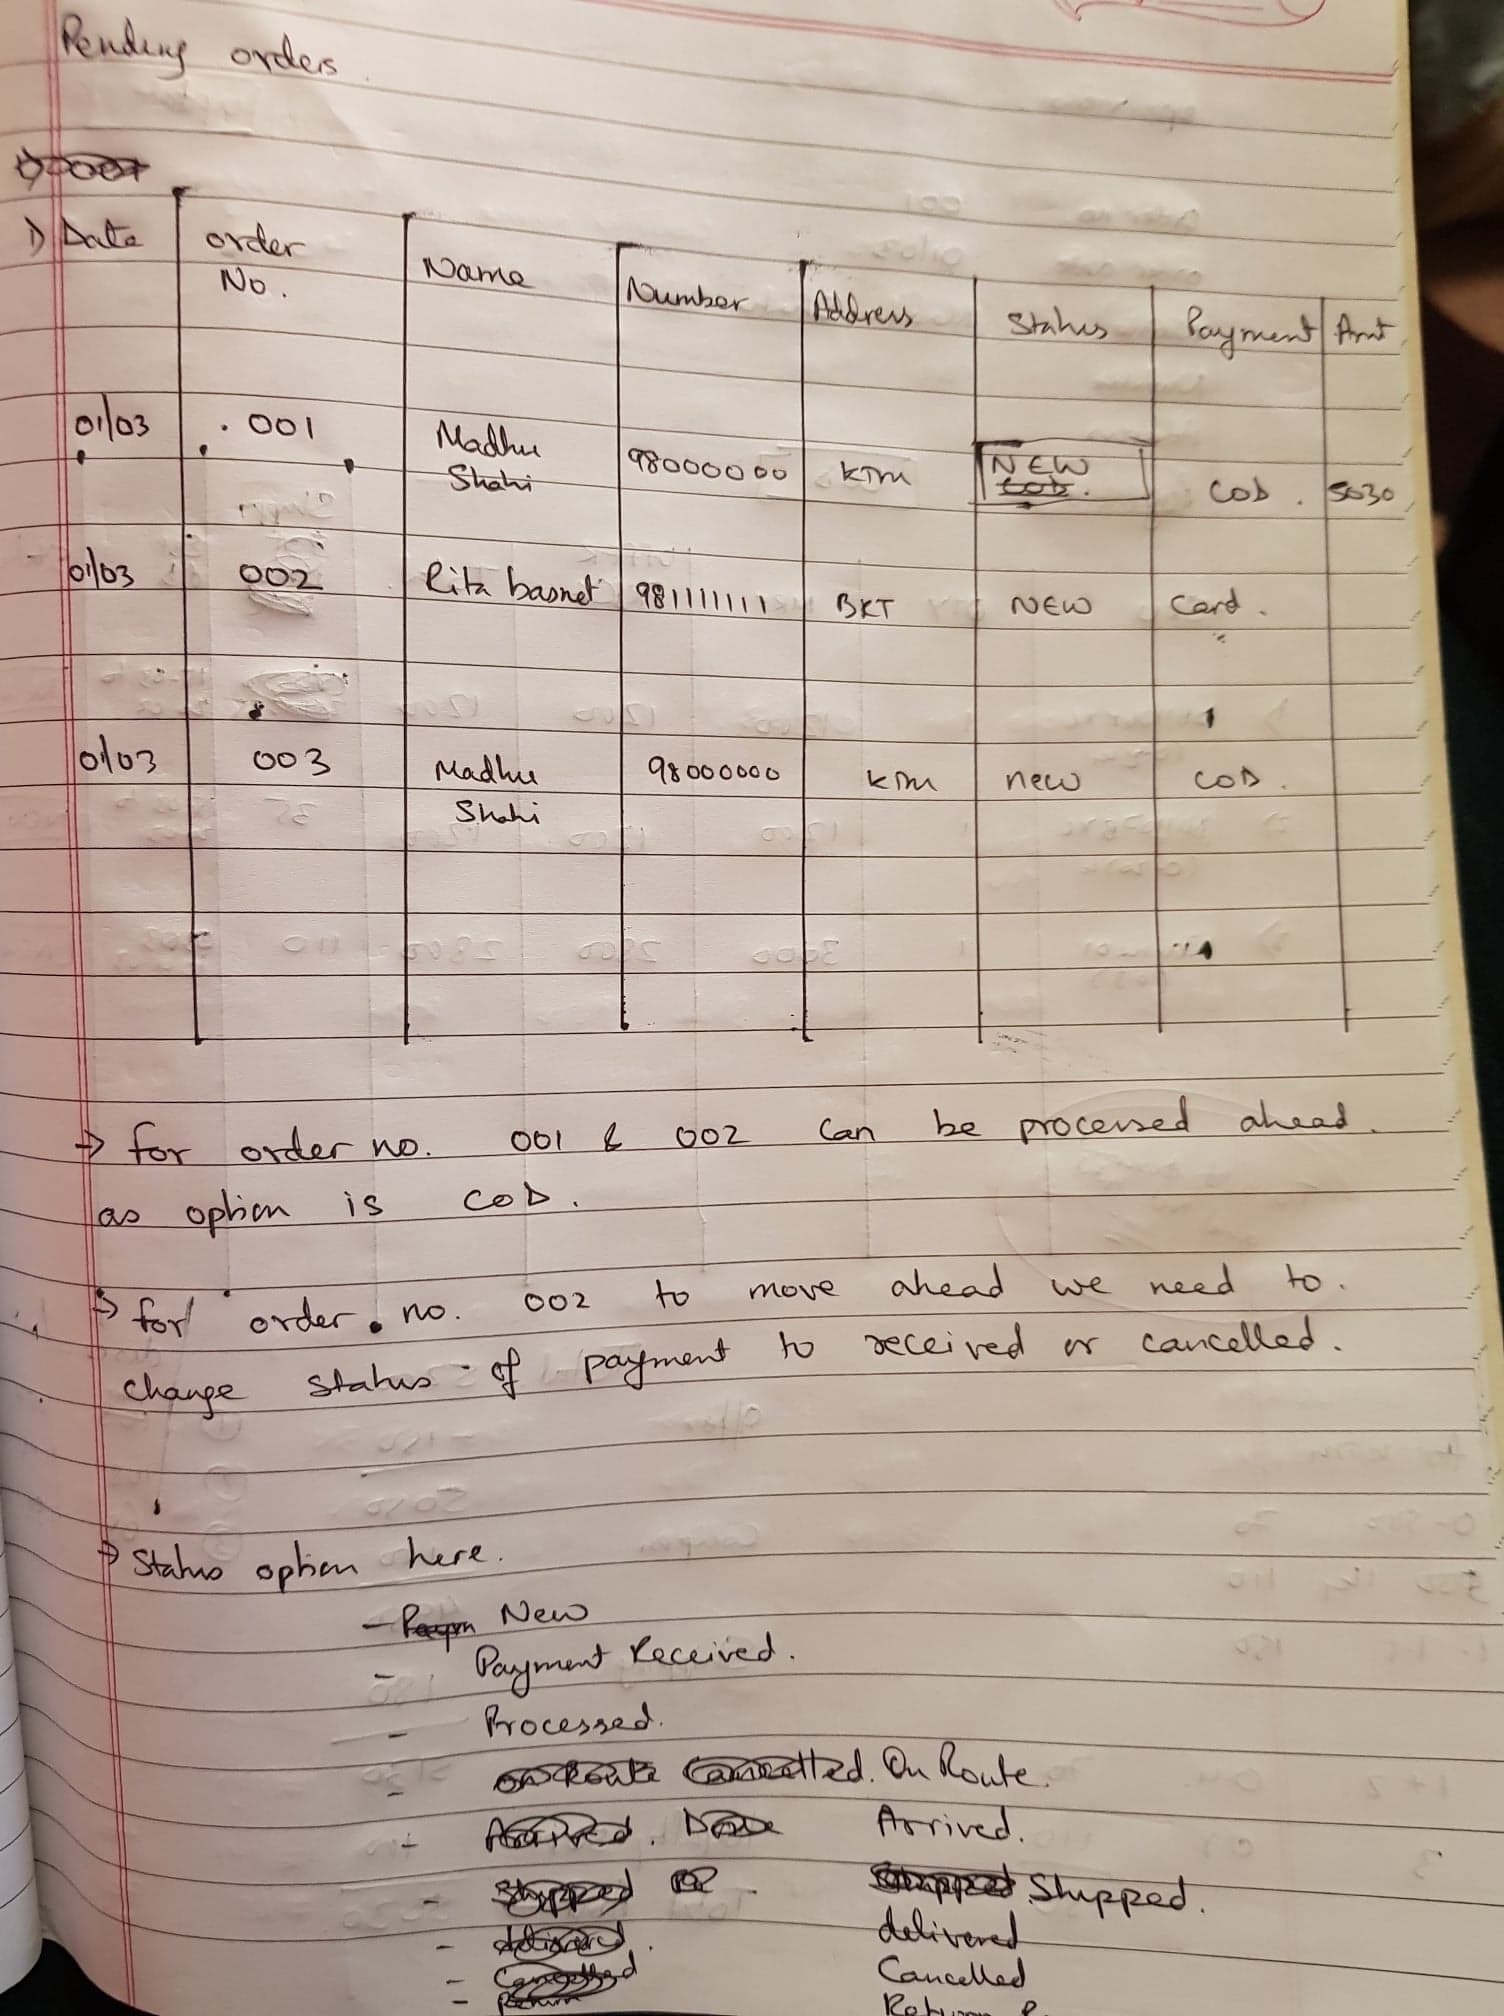 Pending orders
1) Date | order No. | Name | Number | Address | Status | Payment | Amt
01/03 | 001 | Madhu Shahi | 98000000 | KTM | NEW | COD. | 5030
01/03 | 002 | Rita basnet | 981111111 | BKT | NEW | Card.
01/03 | 003 | Madhu Shahi | 98000000 | KTM | new | COD.
→ for order no. 001 & 002 can be processed ahead.
as option is COD.
→ for order no. 002 to move ahead we need to.
change status of payment to received or cancelled.
→ Status option here.
- New
- Payment Received.
- Processed.
- On Route.
- Arrived.
- Shipped.
- delivered
- Cancelled